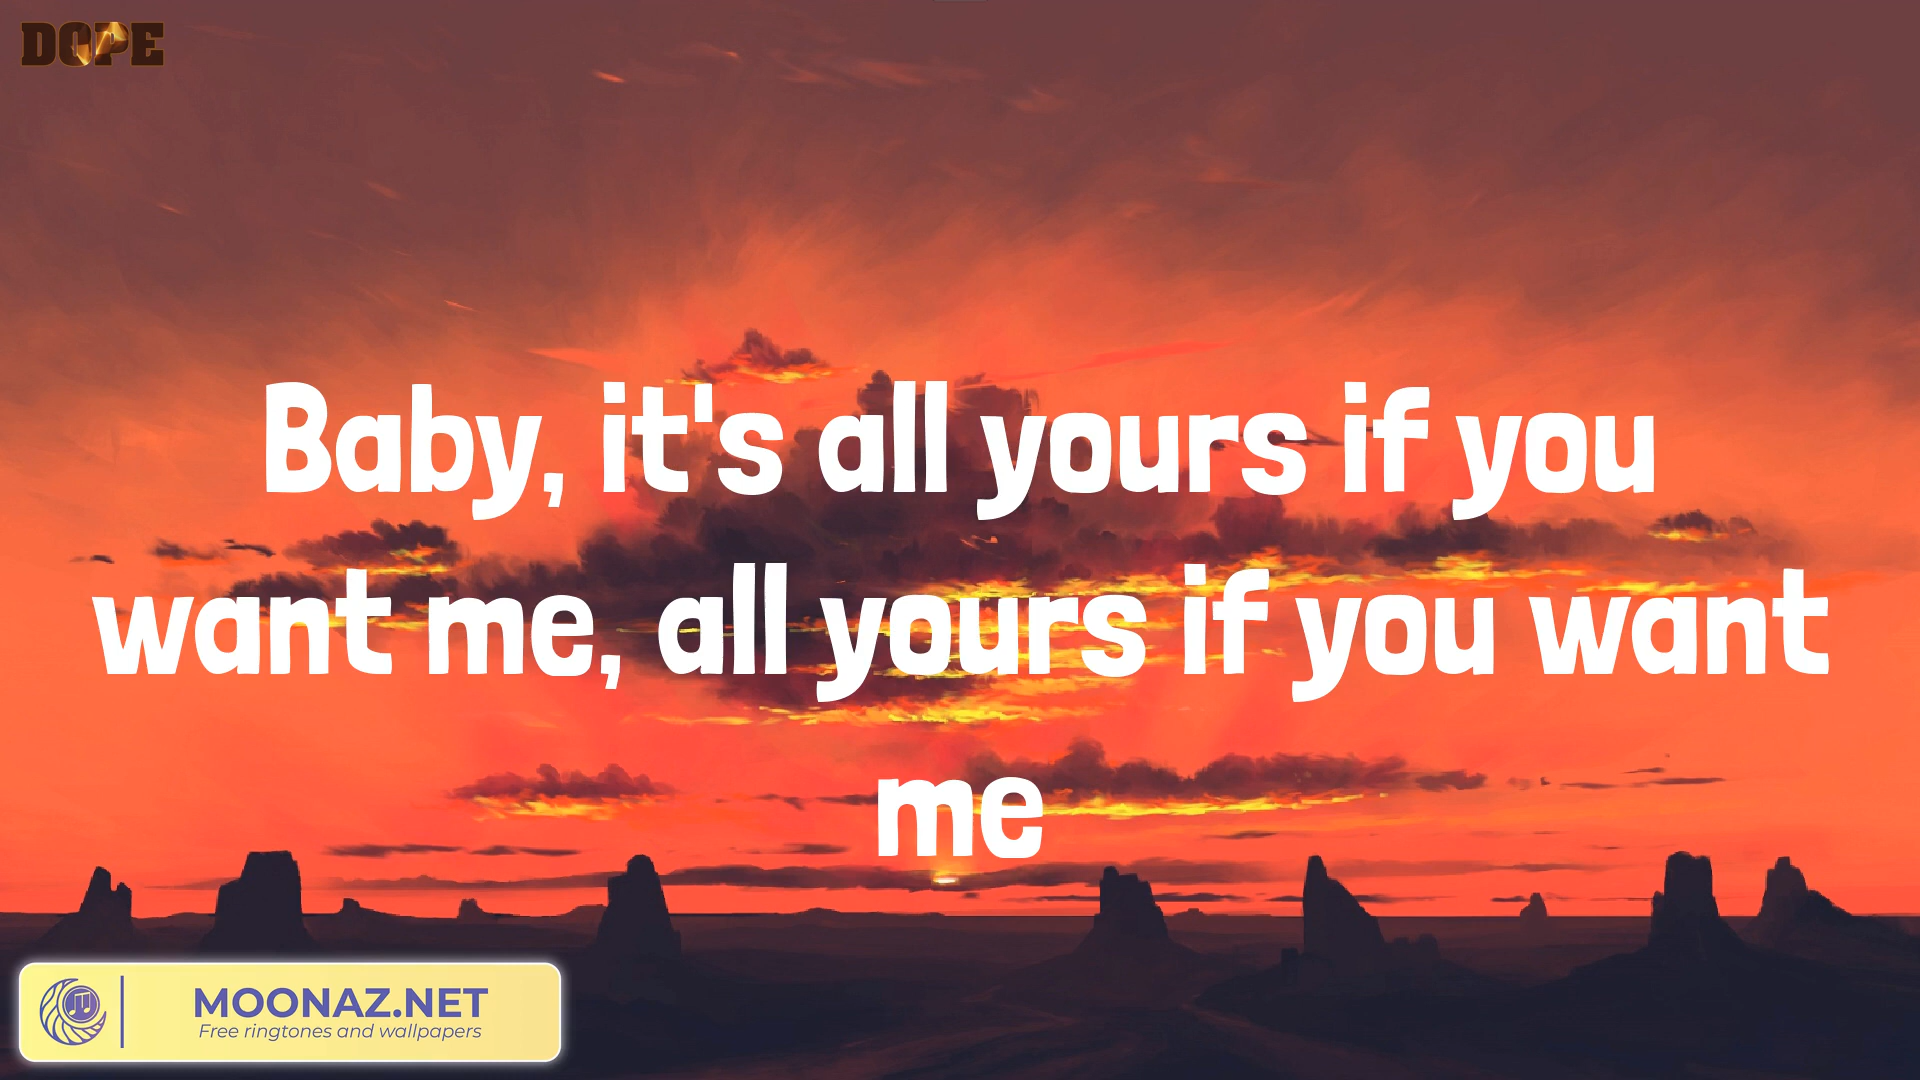 DOPE
Baby, it's all yours if you
want me, all yours if you want
me
MOONAZ.NET
Free ringtones and wallpapers